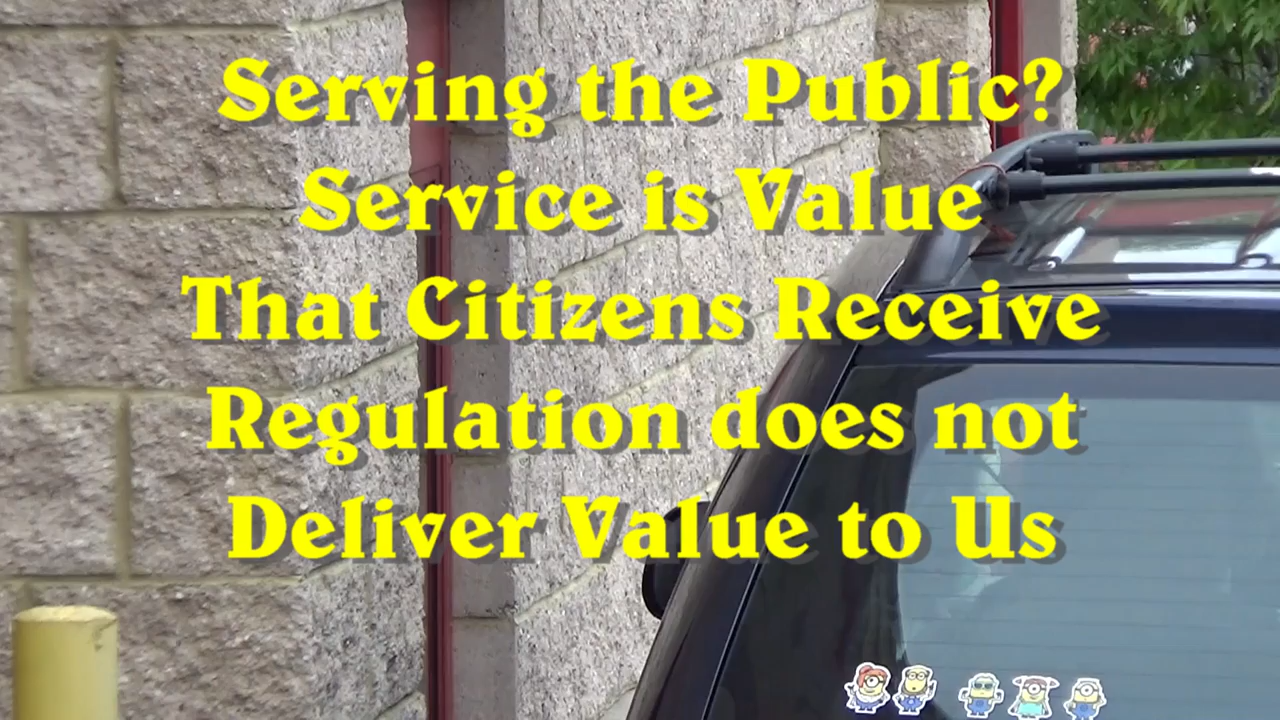 Serving the Public?
Service is Value
That Citizens Receive
Regulation does not
Deliver Value to Us